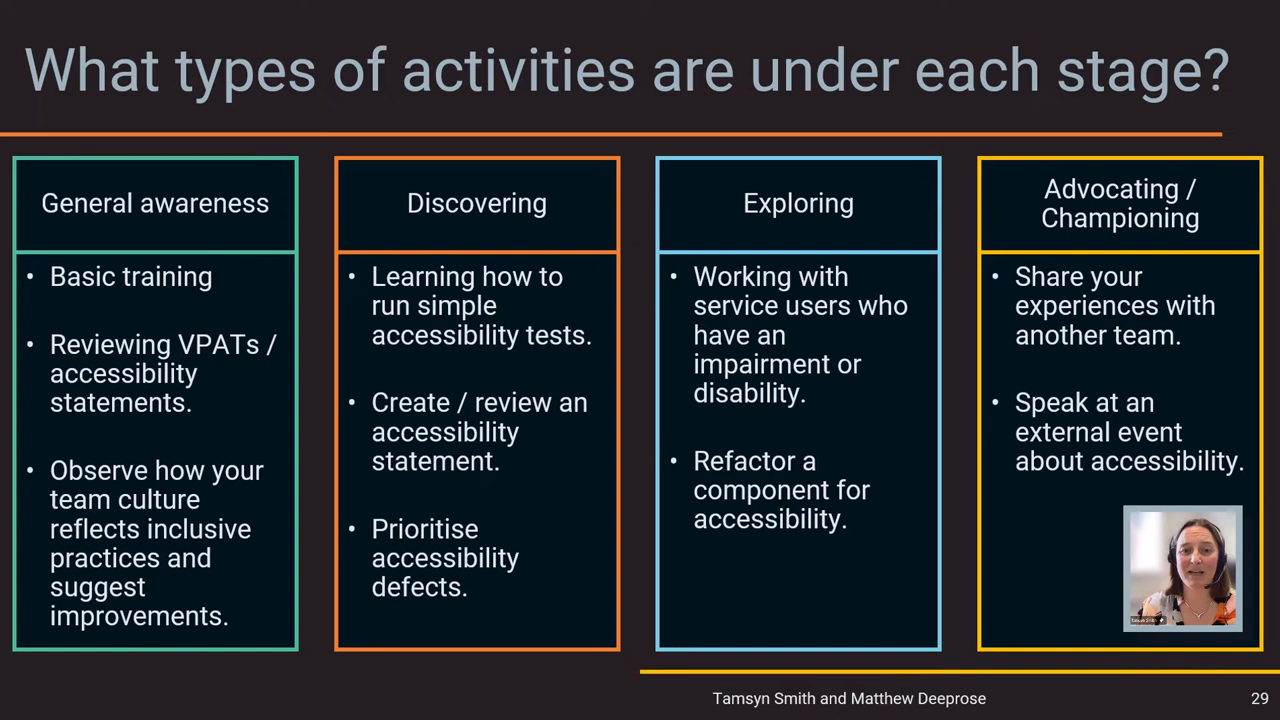 What types of activities are under each stage?
General awareness
• Basic training
• Reviewing VPATs /
accessibility
statements.
• Observe how your
team culture
reflects inclusive
practices and
suggest
improvements.
Discovering
• Learning how to
run simple
accessibility tests.
• Create / review an
accessibility
statement.
• Prioritise
accessibility
defects.
Exploring
• Working with
service users who
have an
impairment or
disability.
• Refactor a
component for
accessibility.
Advocating /
Championing
• Share your
experiences with
another team.
• Speak at an
external event
about accessibility.
Tamsyn Smith and Matthew Deeprose
29